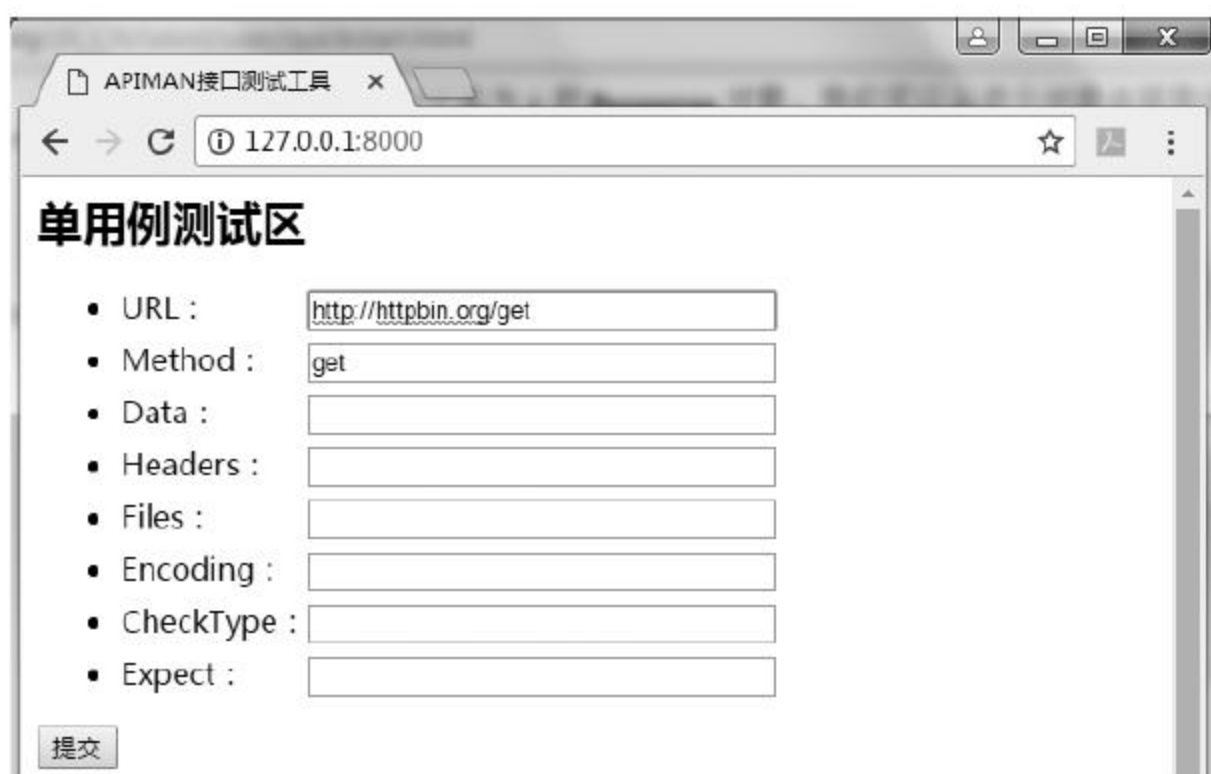 APIMAN接口测试工具
127.0.0.1:8000
单用例测试区
• URL：http://httpbin.org/get
• Method：get
• Data：
• Headers：
• Files：
• Encoding：
• CheckType：
• Expect：
提交